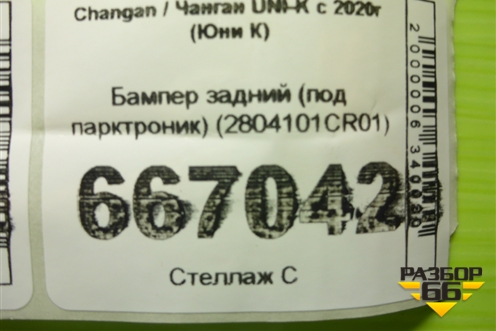 Changan / Чанган UNI-K с 2020г
(Юни К)
Бампер задний (под
парктроник) (2804101CR01)
667042
Стеллаж С
РАЗБОР
66